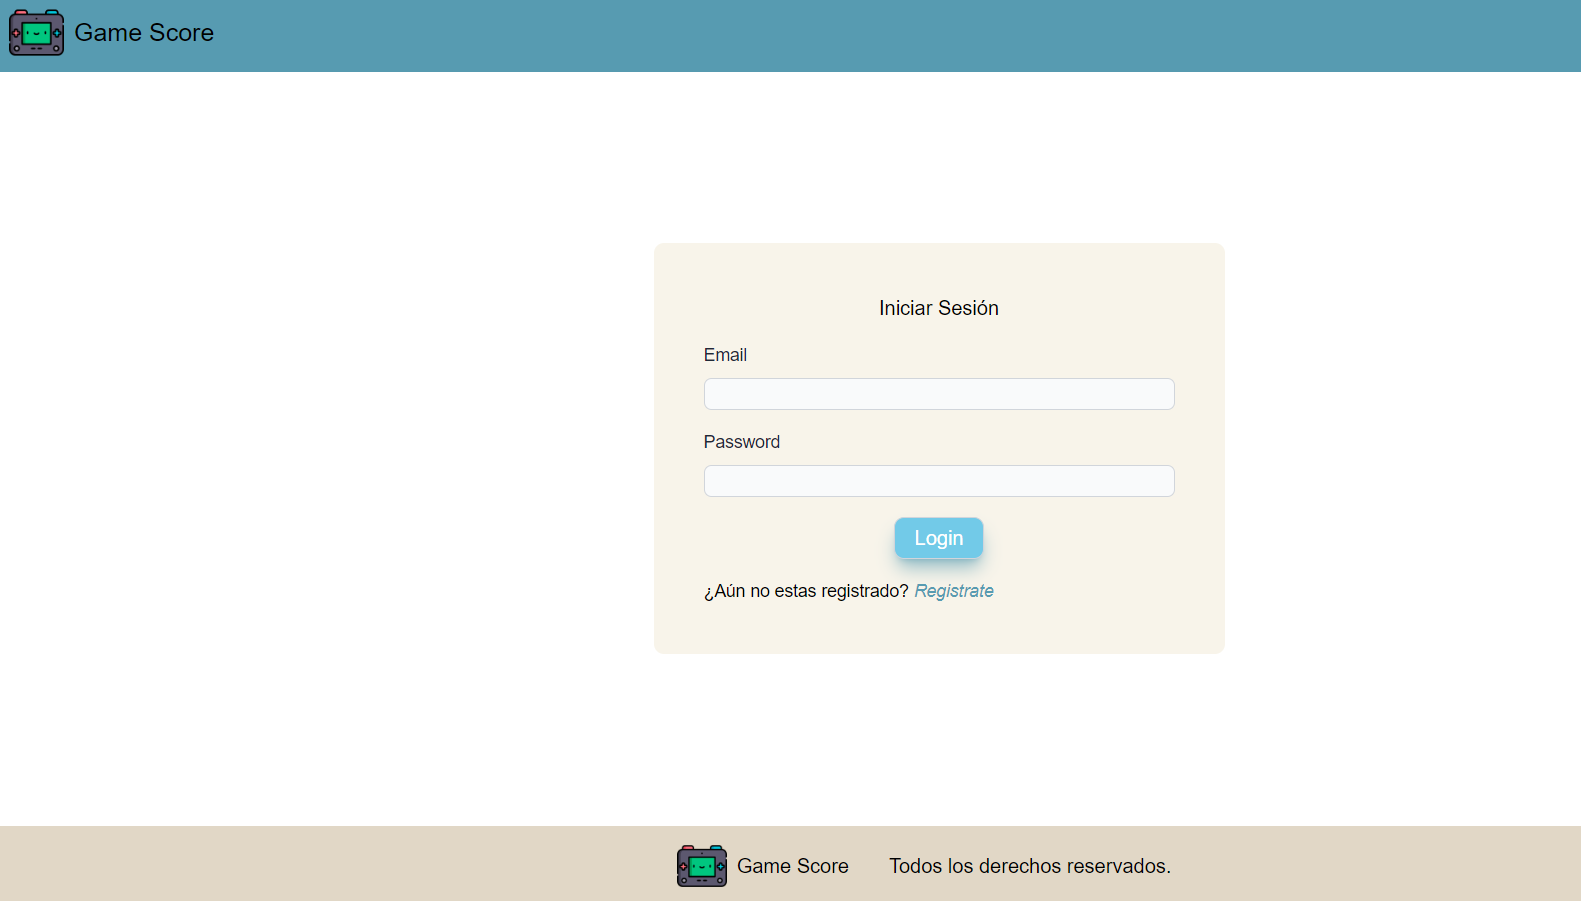 Game Score
Iniciar Sesión
Email
Password
Login
¿Aún no estas registrado? Registrate
Game Score Todos los derechos reservados.